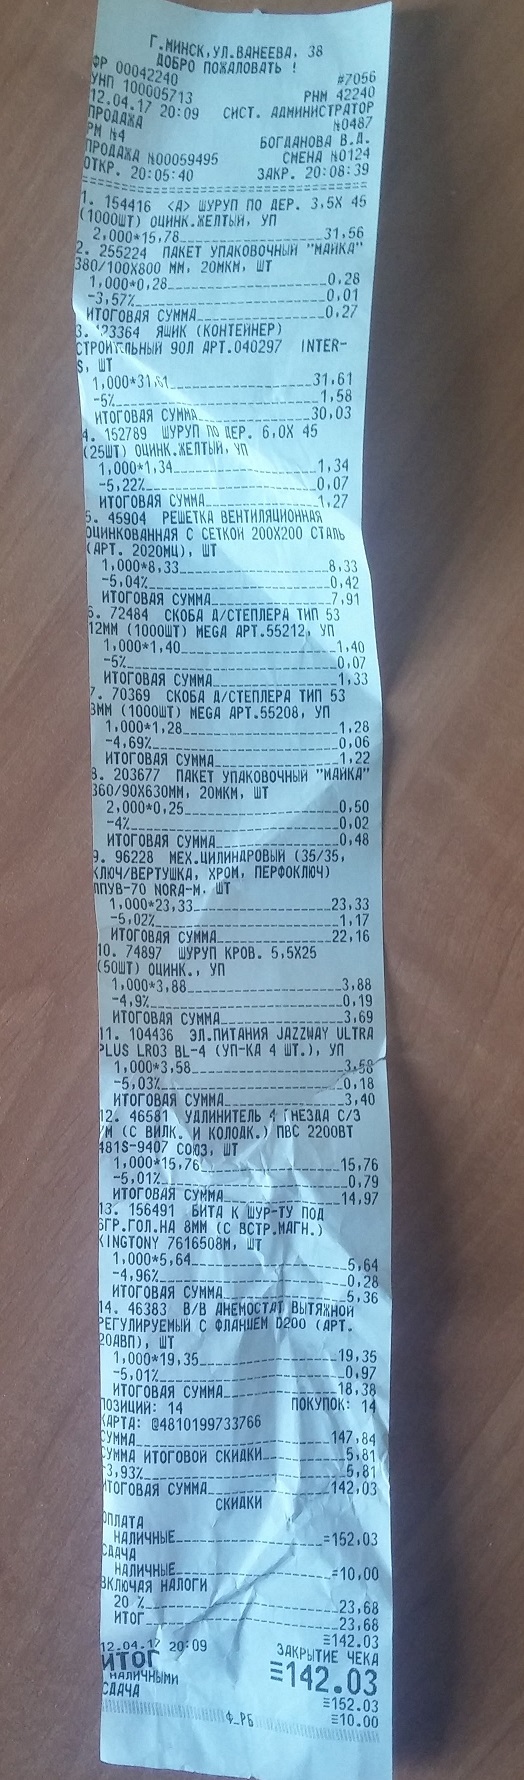 Г.МИНСК,УЛ.ВАНЕЕВА, 38
ДОБРО ПОЖАЛОВАТЬ !
ФР 00042240 #7056
УНП 100005713 РНМ 42240
12.04.17 20:09 СИСТ. АДМИНИСТРАТОР
ПРОДАЖА №0487
РМ №4 БОГДАНОВА В.Д.
ПРОДАЖА №00059495 СМЕНА №0124
ОТКР. 20:05:40 ЗАКР. 20:08:39
1. 154416 <Д> ШУРУП ПО ДЕР. 3,5Х 45
(1000ШТ) ОЦИНК.ЖЕЛТЫЙ, УП
2,000*15,78 31,56
2. 255224 ПАКЕТ УПАКОВОЧНЫЙ "МАЙКА"
380/100Х800 ММ, 20МКМ, ШТ
1,000*0,28 0,28
-3,57% 0,01
ИТОГОВАЯ СУММА 0,27
3. 123364 ЯЩИК (КОНТЕЙНЕР)
СТРОИТЕЛЬНЫЙ 90Л АРТ.040297 INTER-
S, ШТ
1,000*31,61 31,61
-5% 1,58
ИТОГОВАЯ СУММА 30,03
4. 152789 ШУРУП ПО ДЕР. 6,0Х 45
(25ШТ) ОЦИНК.ЖЕЛТЫЙ, УП
1,000*1,34 1,34
-5,22% 0,07
ИТОГОВАЯ СУММА 1,27
5. 45904 РЕШЕТКА ВЕНТИЛЯЦИОННАЯ
ОЦИНКОВАННАЯ С СЕТКОЙ 200Х200 СТАЛЬ
(АРТ. 2020МЦ), ШТ
1,000*8,33 8,33
-5,04% 0,42
ИТОГОВАЯ СУММА 7,91
6. 72484 СКОБА Д/СТЕПЛЕРА ТИП 53
12ММ (1000ШТ) MEGA АРТ.55212, УП
1,000*1,40 1,40
-5% 0,07
ИТОГОВАЯ СУММА 1,33
7. 70369 СКОБА Д/СТЕПЛЕРА ТИП 53
8ММ (1000ШТ) MEGA АРТ.55208, УП
1,000*1,28 1,28
-4,69% 0,06
ИТОГОВАЯ СУММА 1,22
8. 203677 ПАКЕТ УПАКОВОЧНЫЙ "МАЙКА"
360/90Х630ММ, 20МКМ, ШТ
2,000*0,25 0,50
-4% 0,02
ИТОГОВАЯ СУММА 0,48
9. 96228 МЕХ.ЦИЛИНДРОВЫЙ (35/35,
КЛЮЧ/ВЕРТУШКА, ХРОМ, ПЕРФОКЛЮЧ)
ЛПУВ-70 NORA-M, ШТ
1,000*23,33 23,33
-5,02% 1,17
ИТОГОВАЯ СУММА 22,16
10. 74897 ШУРУП КРОВ. 5,5Х25
(50ШТ) ОЦИНК., УП
1,000*3,88 3,88
-4,9% 0,19
ИТОГОВАЯ СУММА 3,69
11. 104436 ЭЛ.ПИТАНИЯ JAZZWAY ULTRA
PLUS LR03 BL-4 (УП-КА 4 ШТ.), УП
1,000*3,58 3,58
-5,03% 0,18
ИТОГОВАЯ СУММА 3,40
12. 46581 УДЛИНИТЕЛЬ 4 ГНЕЗДА С/З
/М (С ВИЛК. И КОЛОДК.) ПВС 2200ВТ
481S-9407 СОЮЗ, ШТ
1,000*15,76 15,76
-5,01% 0,79
ИТОГОВАЯ СУММА 14,97
13. 156491 БИТА К ШУР-ТУ ПОД
6ГР.ГОЛ.НА 8ММ (С ВСТР.МАГН.)
KINGTONY 7616508M, ШТ
1,000*5,64 5,64
-4,96% 0,28
ИТОГОВАЯ СУММА 5,36
14. 46383 В/В АНЕМОСТАТ ВЫТЯЖНОЙ
РЕГУЛИРУЕМЫЙ С ФЛАНЦЕМ D200 (АРТ.
20АВП), ШТ
1,000*19,35 19,35
-5,01% 0,97
ИТОГОВАЯ СУММА 18,38
ПОЗИЦИЙ: 14 ПОКУПОК: 14
КАРТА: @4810199733766
СУММА 147,84
СУММА ИТОГОВОЙ СКИДКИ 5,81
-3,93% 5,81
ИТОГОВАЯ СУММА 142,03
СКИДКИ
ОПЛАТА
НАЛИЧНЫЕ =152,03
СДАЧА
НАЛИЧНЫЕ =10,00
ВКЛЮЧАЯ НАЛОГИ
20 % 23,68
ИТОГ 23,68
≡142.03
12.04.17 20:09 ЗАКРЫТИЕ ЧЕКА
ИТОГ ≡142.03
НАЛИЧНЫМИ ≡152.03
СДАЧА ≡10.00
Ф_РБ